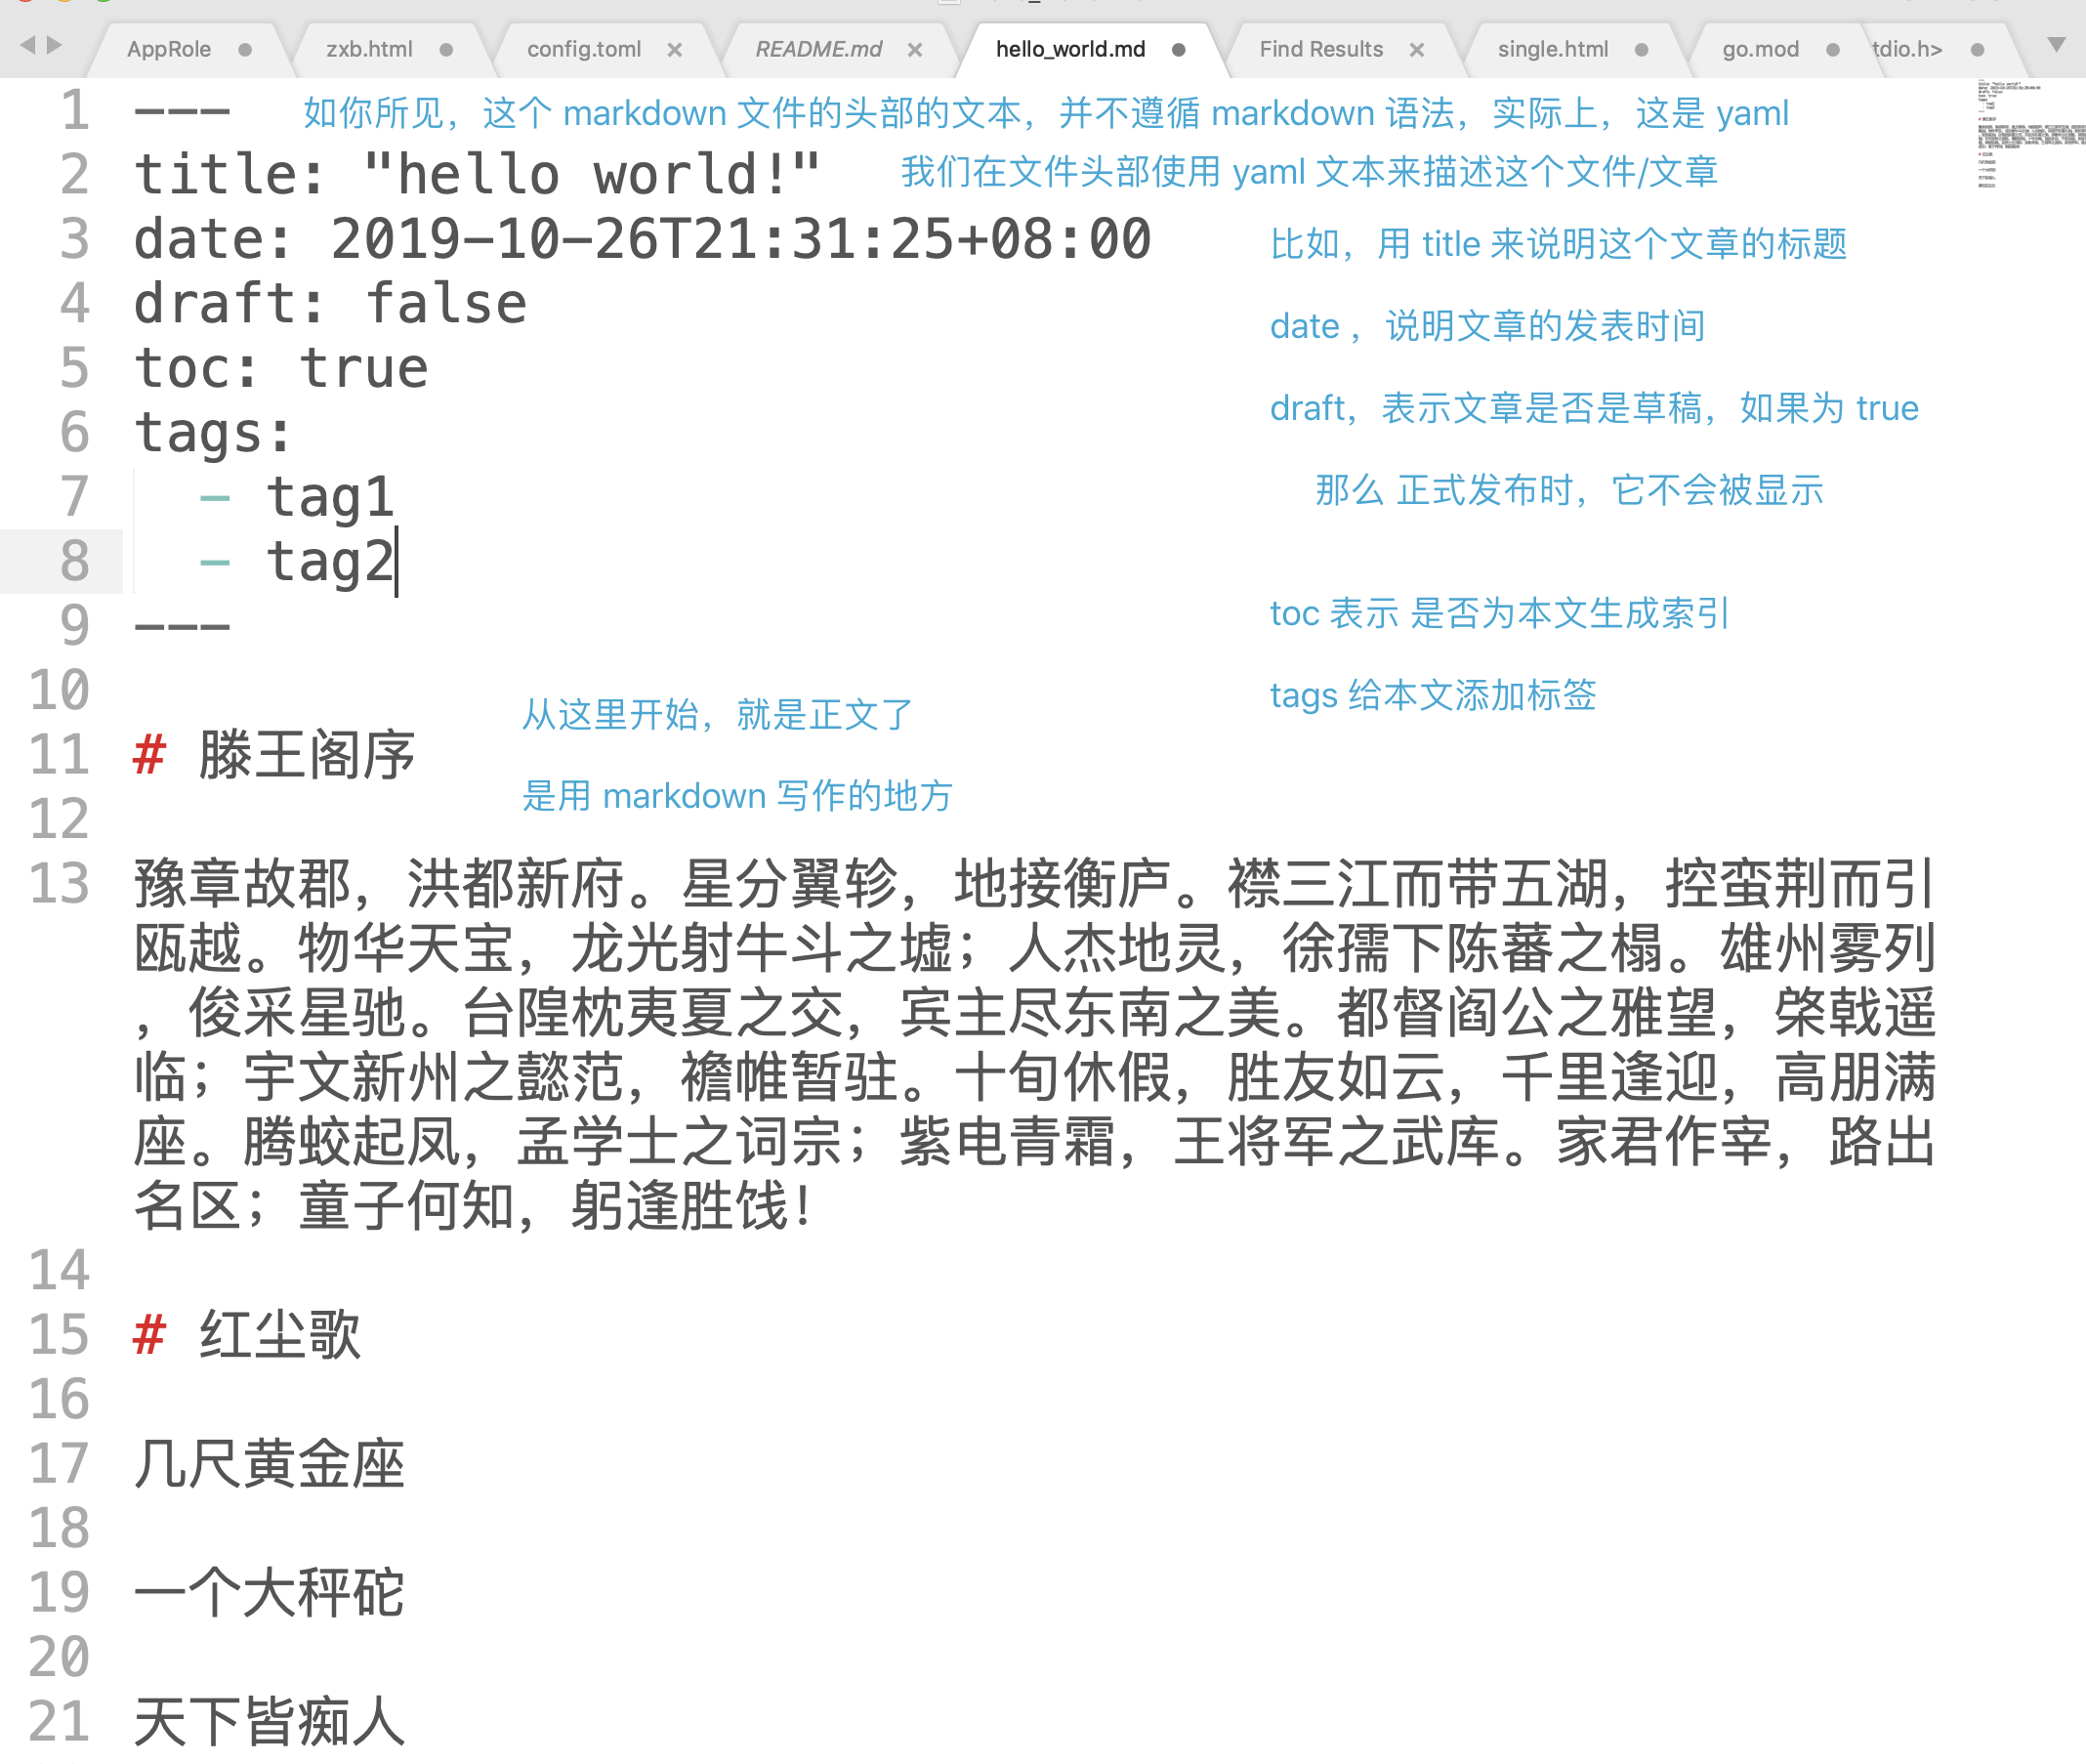 AppRole zxb.html config.toml README.md hello_world.md Find Results single.html go.mod tdio.h>
1 --- 如你所见，这个 markdown 文件的头部的文本，并不遵循 markdown 语法，实际上，这是 yaml
2 title: "hello world!" 我们在文件头部使用 yaml 文本来描述这个文件/文章
3 date: 2019-10-26T21:31:25+08:00 比如，用 title 来说明这个文章的标题
4 draft: false date ，说明文章的发表时间
5 toc: true
6 tags: draft，表示文章是否是草稿，如果为 true
7 - tag1 那么 正式发布时，它不会被显示
8 - tag2
9 --- toc 表示 是否为本文生成索引
10 tags 给本文添加标签
从这里开始，就是正文了
11 # 滕王阁序
是用 markdown 写作的地方
12
13 豫章故郡，洪都新府。星分翼轸，地接衡庐。襟三江而带五湖，控蛮荆而引
瓯越。物华天宝，龙光射牛斗之墟；人杰地灵，徐孺下陈蕃之榻。雄州雾列
，俊采星驰。台隍枕夷夏之交，宾主尽东南之美。都督阎公之雅望，棨戟遥
临；宇文新州之懿范，襜帷暂驻。十旬休假，胜友如云，千里逢迎，高朋满
座。腾蛟起凤，孟学士之词宗；紫电青霜，王将军之武库。家君作宰，路出
名区；童子何知，躬逢胜饯！
14
15 # 红尘歌
16
17 几尺黄金座
18
19 一个大秤砣
20
21 天下皆痴人